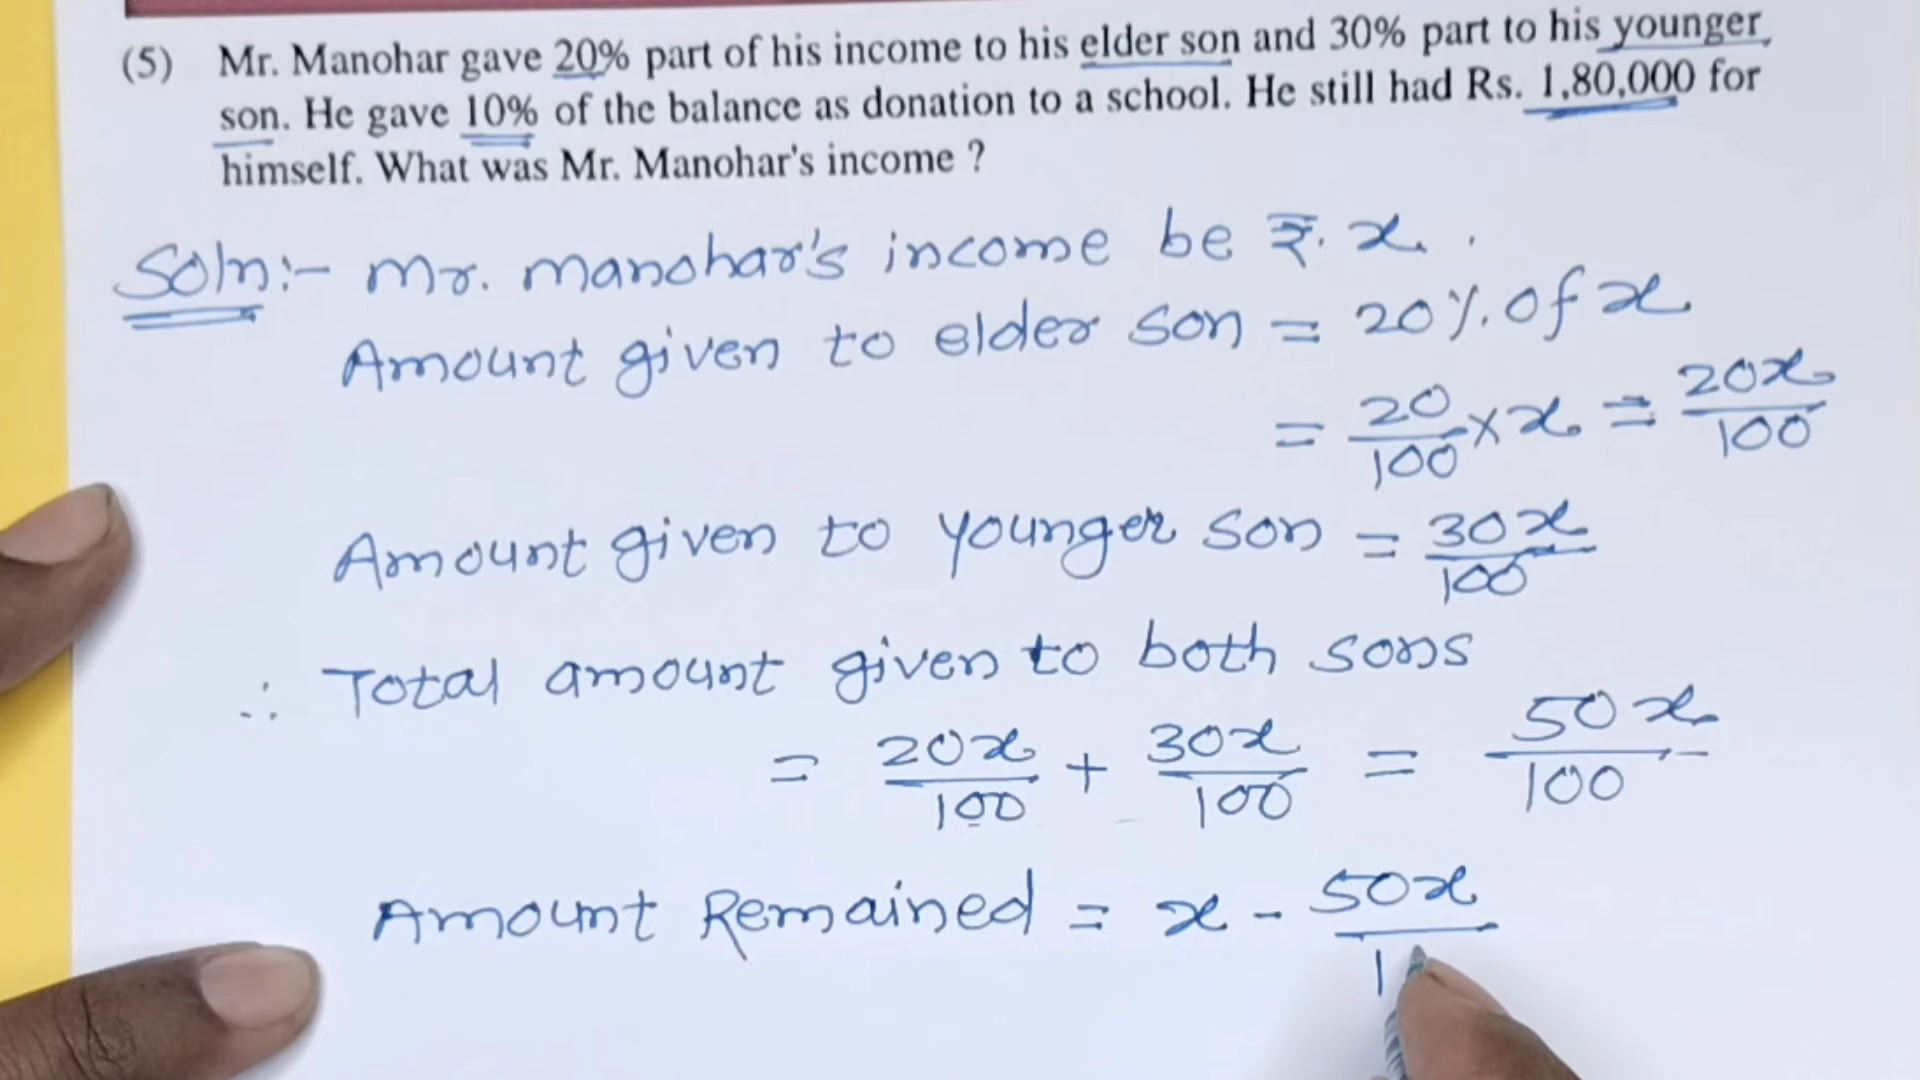 (5) Mr. Manohar gave 20% part of his income to his elder son and 30% part to his younger
son. He gave 10% of the balance as donation to a school. He still had Rs. 1,80,000 for
himself. What was Mr. Manohar's income ?
Soln:- Mr. Manohar's income be ₹. x.
Amount given to elder son = 20% of x
= 20/100 × x = 20x/100
Amount given to younger son = 30x/100
∴ Total amount given to both sons
= 20x/100 + 30x/100 = 50x/100
Amount Remained = x - 50x/1